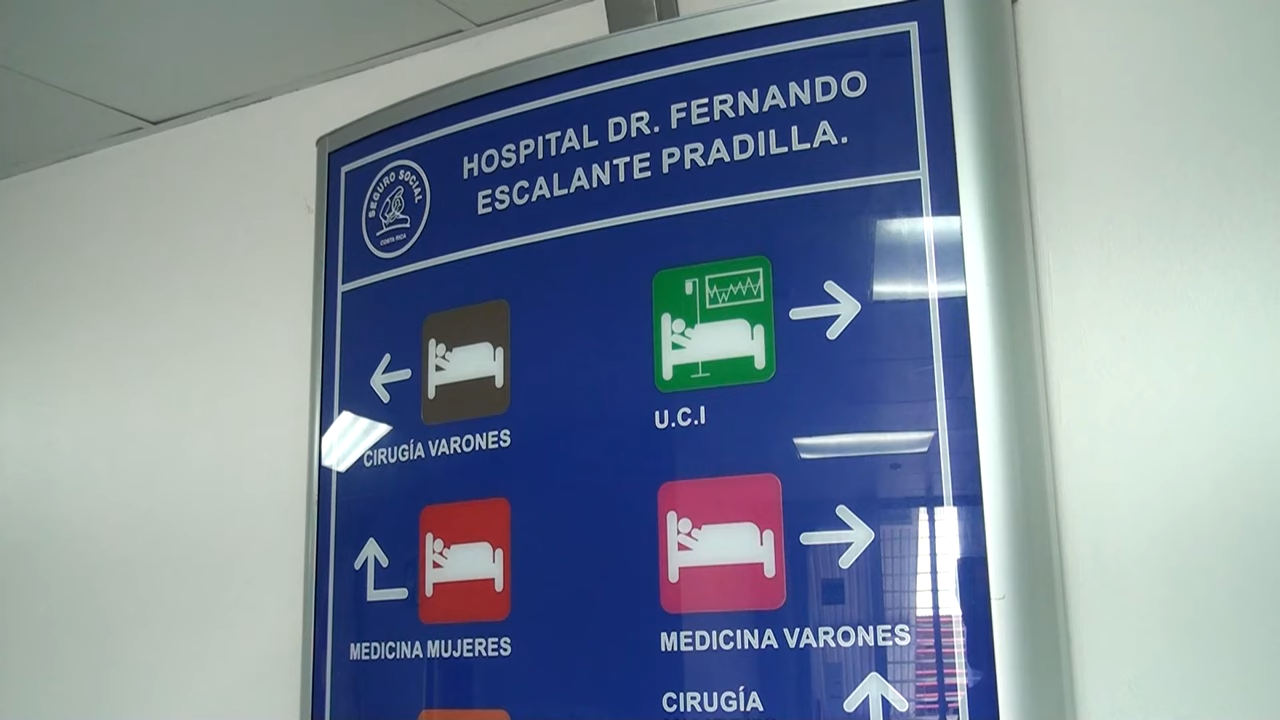 HOSPITAL DR. FERNANDO
ESCALANTE PRADILLA.
SEGURO SOCIAL
COSTA RICA
CIRUGÍA VARONES
U.C.I
MEDICINA MUJERES
MEDICINA VARONES
CIRUGÍA